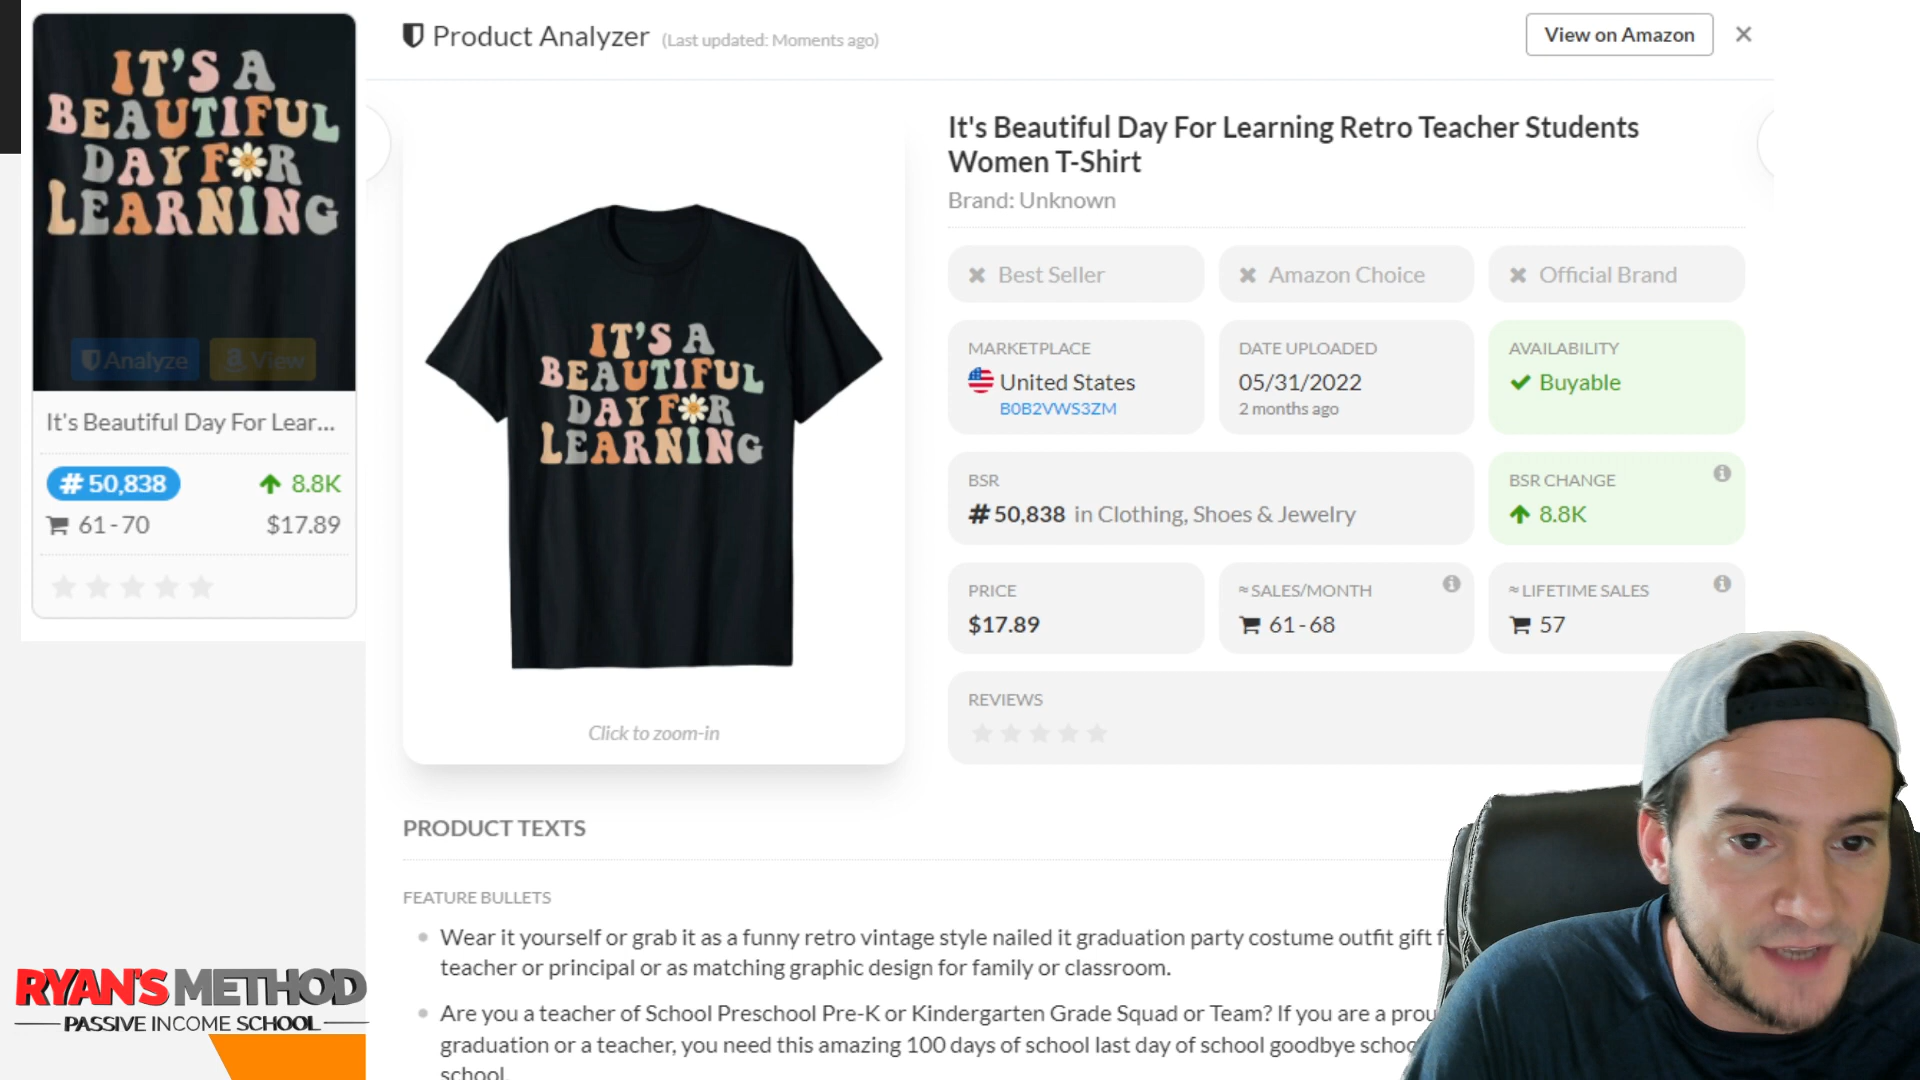 IT'S A
BEAUTIFUL
DAY FOR
LEARNING
Analyze
View
It's Beautiful Day For Lear...
# 50,838
8.8K
61 - 70
$17.89
Product Analyzer (Last updated: Moments ago)
View on Amazon
IT'S A
BEAUTIFUL
DAY FOR
LEARNING
Click to zoom-in
It's Beautiful Day For Learning Retro Teacher Students
Women T-Shirt
Brand: Unknown
Best Seller
Amazon Choice
Official Brand
MARKETPLACE
United States
B0B2VWS3ZM
DATE UPLOADED
05/31/2022
2 months ago
AVAILABILITY
Buyable
BSR
#50,838 in Clothing, Shoes & Jewelry
BSR CHANGE
8.8K
PRICE
$17.89
≈ SALES/MONTH
61 - 68
≈ LIFETIME SALES
57
REVIEWS
PRODUCT TEXTS
FEATURE BULLETS
Wear it yourself or grab it as a funny retro vintage style nailed it graduation party costume outfit gift
teacher or principal or as matching graphic design for family or classroom.
Are you a teacher of School Preschool Pre-K or Kindergarten Grade Squad or Team? If you are a
graduation or a teacher, you need this amazing 100 days of school last day of school goodbye
school.
RYAN'S METHOD
PASSIVE INCOME SCHOOL